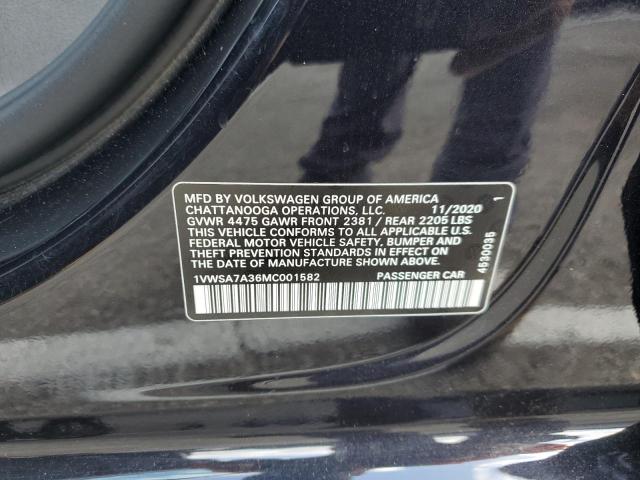 MFD BY VOLKSWAGEN GROUP OF AMERICA
CHATTANOOGA OPERATIONS, LLC. 11/2020
GVWR 4475 GAWR FRONT 2381 / REAR 2205 LBS
THIS VEHICLE CONFORMS TO ALL APPLICABLE U.S.
FEDERAL MOTOR VEHICLE SAFETY, BUMPER AND
THEFT PREVENTION STANDARDS IN EFFECT ON THE
DATE OF MANUFACTURE SHOWN ABOVE.
1VWSA7A36MC001582 PASSENGER CAR
4830035
1